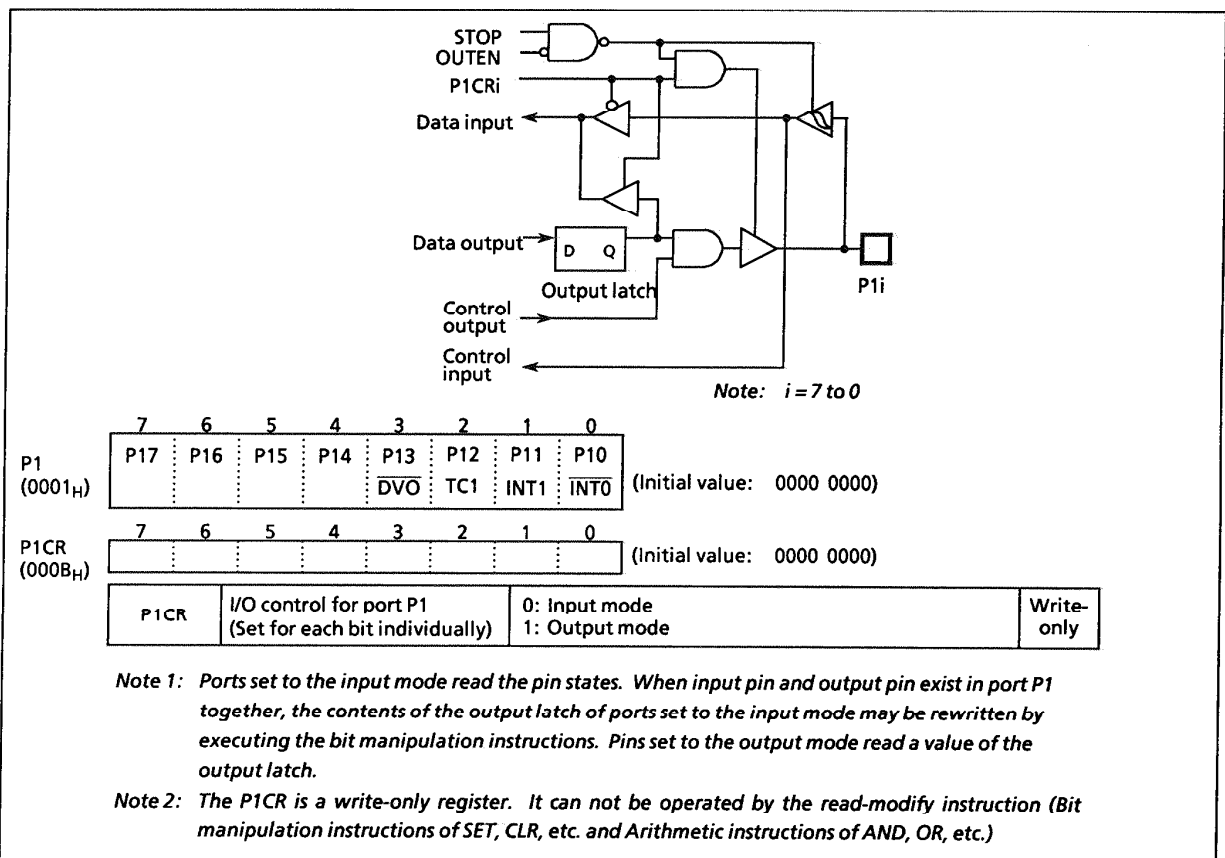 STOP
OUTEN
P1CRi
Data input
Data output
D Q
Output latch
P1i
Control
output
Control
input
Note: i = 7 to 0
7 6 5 4 3 2 1 0
P1
(0001H)
P17 P16 P15 P14 P13 P12 P11 P10
DVO TC1 INT1 INT0
(Initial value: 0000 0000)
7 6 5 4 3 2 1 0
P1CR
(000BH)
(Initial value: 0000 0000)
P1CR
I/O control for port P1
(Set for each bit individually)
0: Input mode
1: Output mode
Write-
only
Note 1: Ports set to the input mode read the pin states. When input pin and output pin exist in port P1
together, the contents of the output latch of ports set to the input mode may be rewritten by
executing the bit manipulation instructions. Pins set to the output mode read a value of the
output latch.
Note 2: The P1CR is a write-only register. It can not be operated by the read-modify instruction (Bit
manipulation instructions of SET, CLR, etc. and Arithmetic instructions of AND, OR, etc.)